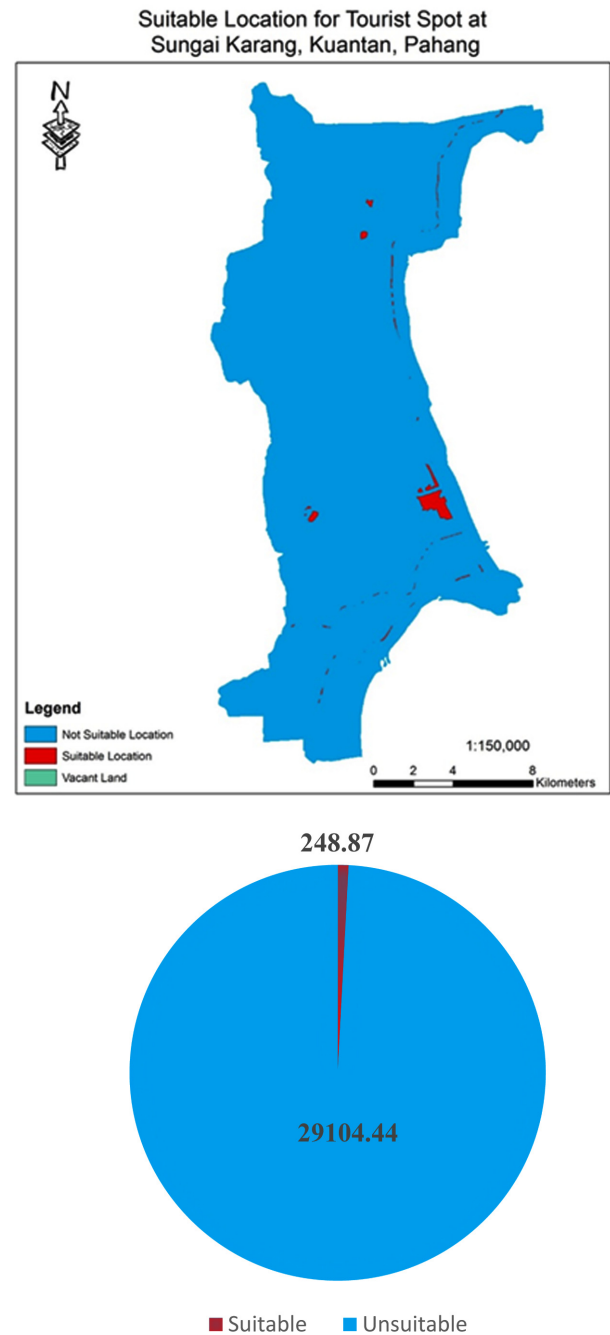 Suitable Location for Tourist Spot at
Sungai Karang, Kuantan, Pahang
N
Legend
Not Suitable Location
Suitable Location
Vacant Land
1:150,000
0 2 4 8
Kilometers
248.87
29104.44
Suitable Unsuitable